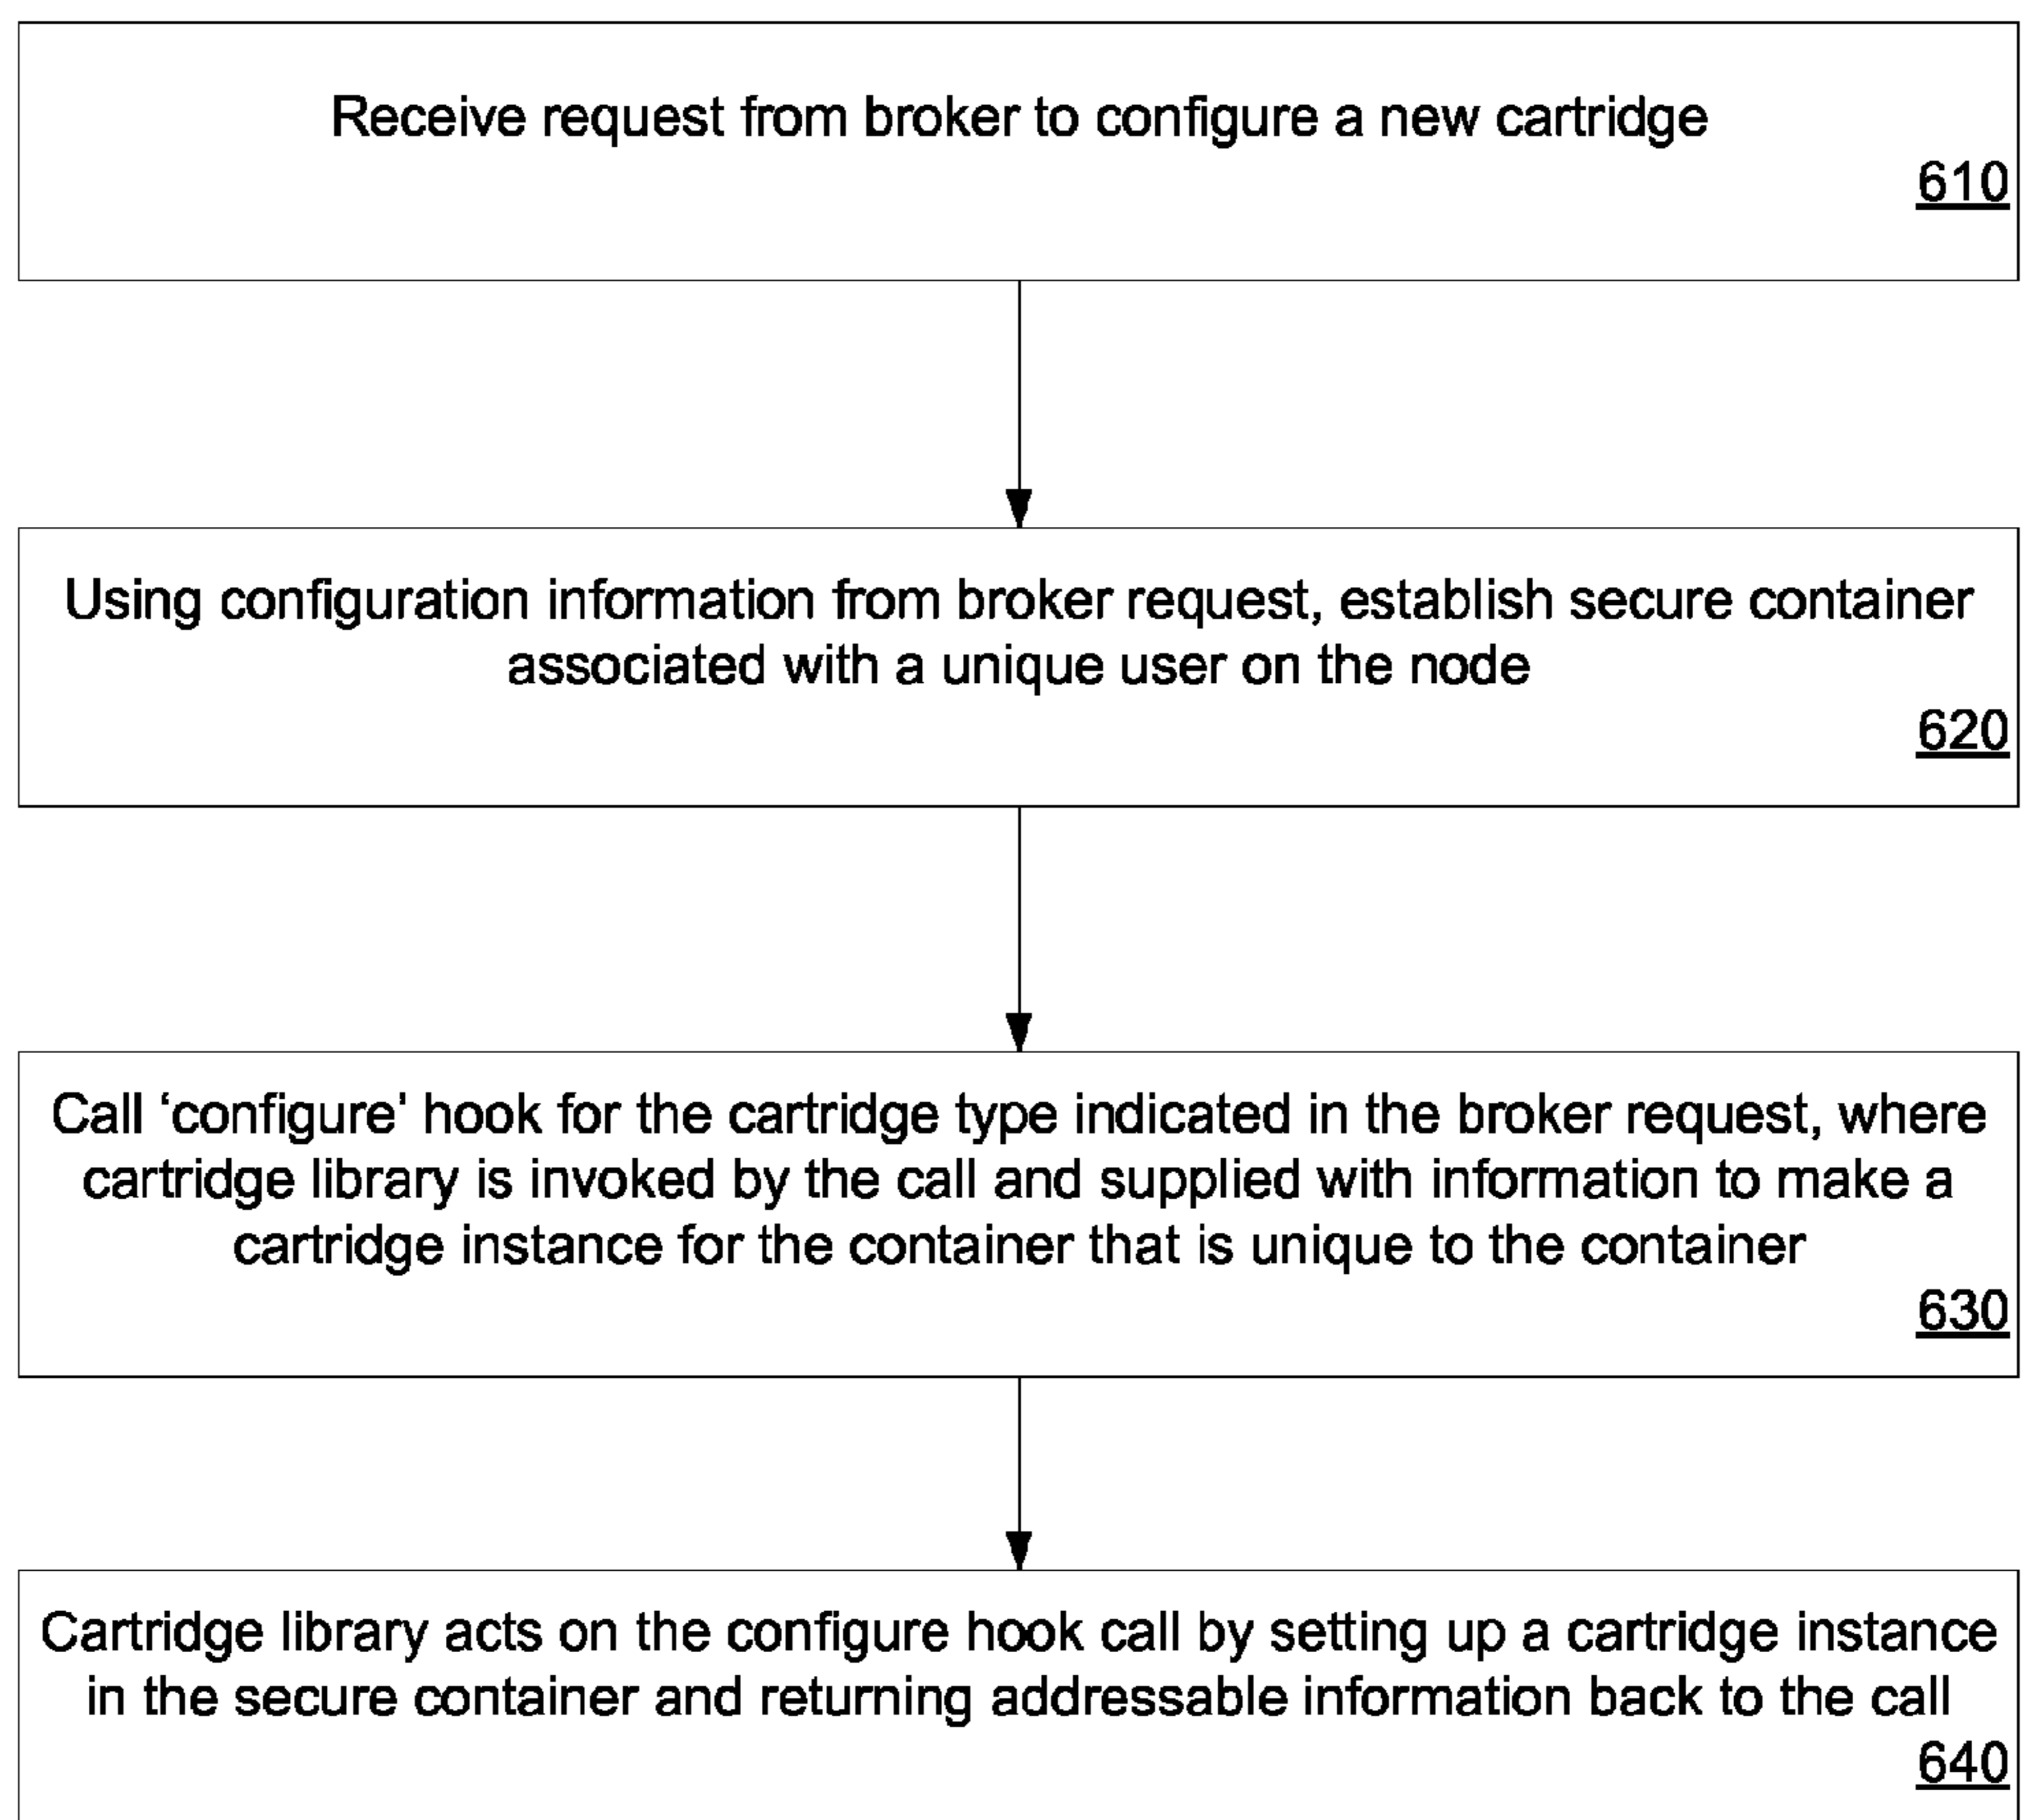 Receive request from broker to configure a new cartridge
610
Using configuration information from broker request, establish secure container
associated with a unique user on the node
620
Call ‘configure’ hook for the cartridge type indicated in the broker request, where
cartridge library is invoked by the call and supplied with information to make a
cartridge instance for the container that is unique to the container
630
Cartridge library acts on the configure hook call by setting up a cartridge instance
in the secure container and returning addressable information back to the call
640